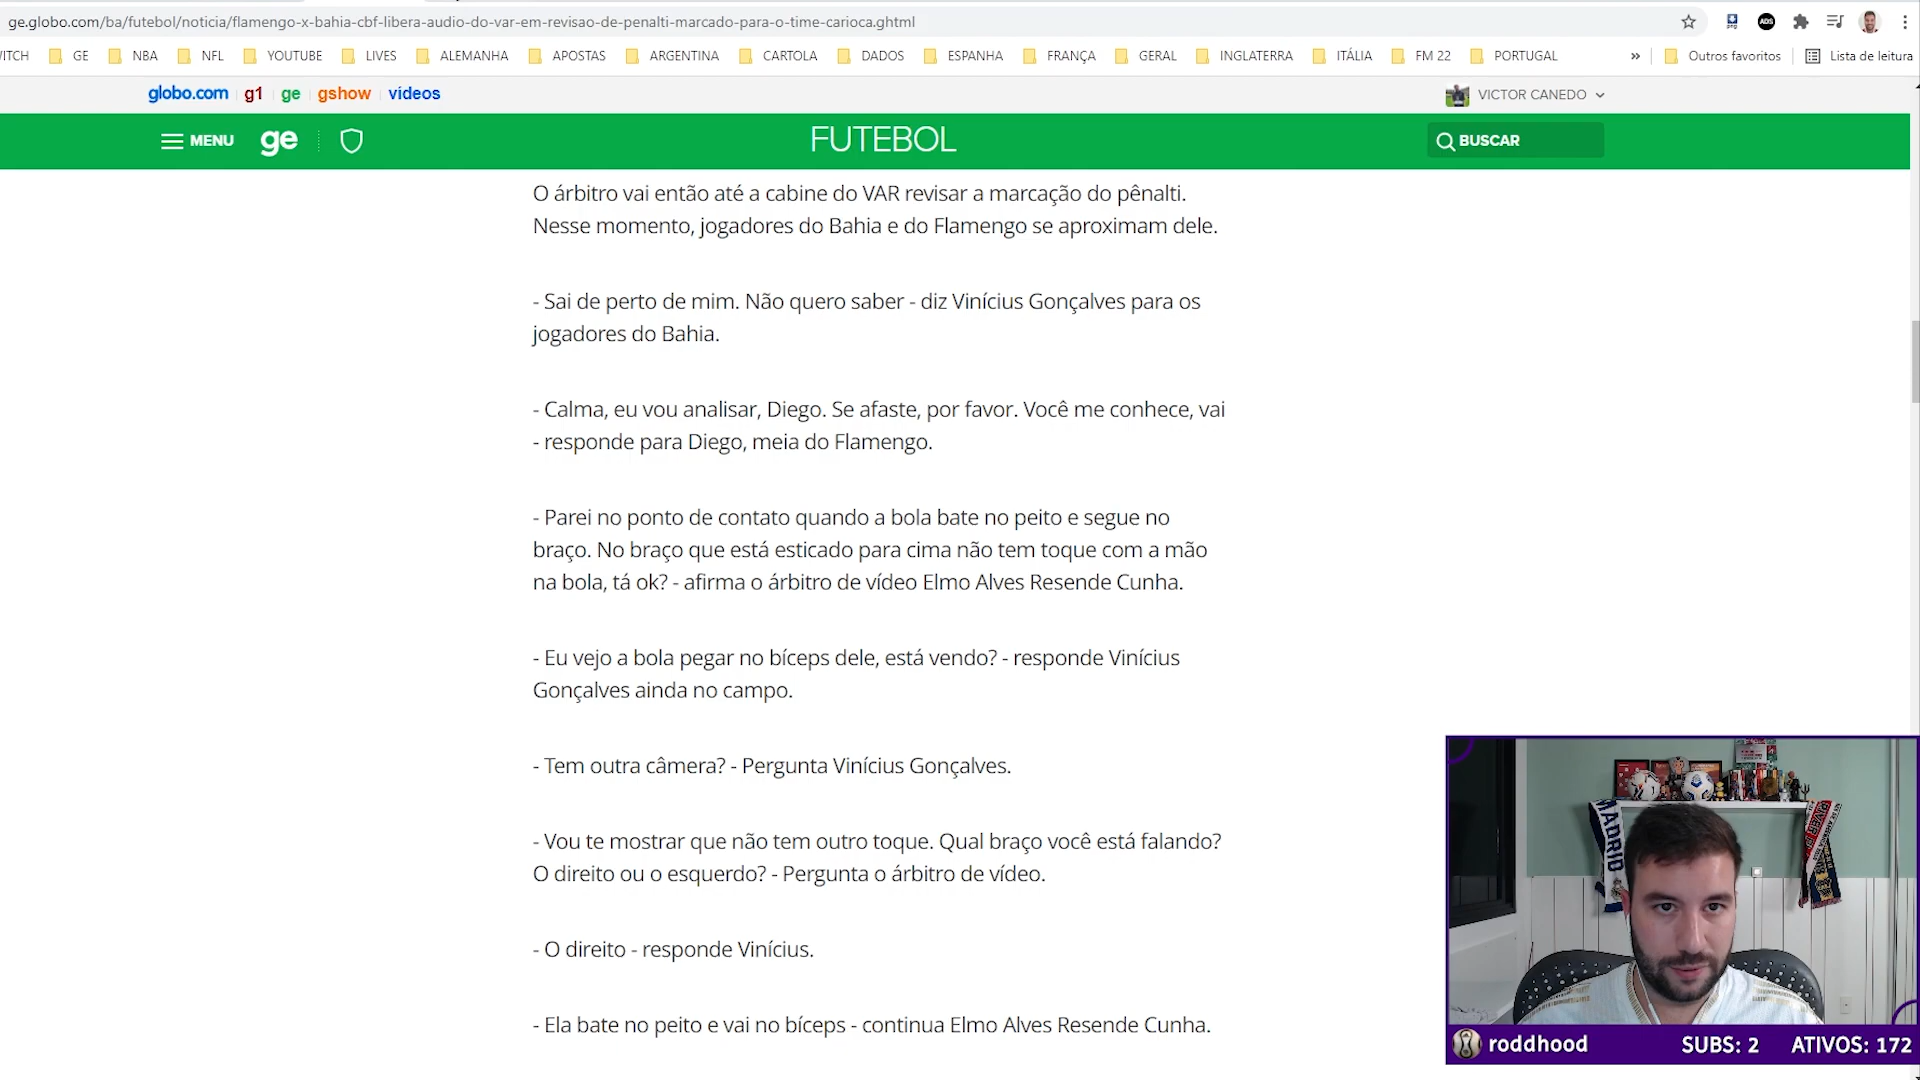 ge.globo.com/ba/futebol/noticia/flamengo-x-bahia-cbf-libera-audio-do-var-em-revisao-de-penalti-marcado-para-o-time-carioca.ghtml
ITCH GE NBA NFL YOUTUBE LIVES ALEMANHA APOSTAS ARGENTINA CARTOLA DADOS ESPANHA FRANÇA GERAL INGLATERRA ITÁLIA FM 22 PORTUGAL » Outros favoritos Lista de leitura
globo.com g1 ge gshow vídeos VICTOR CANEDO
MENU ge FUTEBOL BUSCAR
O árbitro vai então até a cabine do VAR revisar a marcação do pênalti.
Nesse momento, jogadores do Bahia e do Flamengo se aproximam dele.
- Sai de perto de mim. Não quero saber - diz Vinícius Gonçalves para os
jogadores do Bahia.
- Calma, eu vou analisar, Diego. Se afaste, por favor. Você me conhece, vai
- responde para Diego, meia do Flamengo.
- Parei no ponto de contato quando a bola bate no peito e segue no
braço. No braço que está esticado para cima não tem toque com a mão
na bola, tá ok? - afirma o árbitro de vídeo Elmo Alves Resende Cunha.
- Eu vejo a bola pegar no bíceps dele, está vendo? - responde Vinícius
Gonçalves ainda no campo.
- Tem outra câmera? - Pergunta Vinícius Gonçalves.
- Vou te mostrar que não tem outro toque. Qual braço você está falando?
O direito ou o esquerdo? - Pergunta o árbitro de vídeo.
- O direito - responde Vinícius.
- Ela bate no peito e vai no bíceps - continua Elmo Alves Resende Cunha.
MADRID
RIVER
roddhood SUBS: 2 ATIVOS: 172